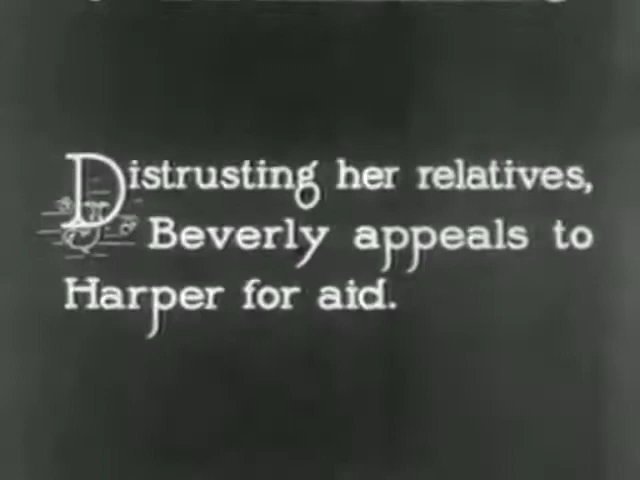 Distrusting her relatives,
Beverly appeals to
Harper for aid.